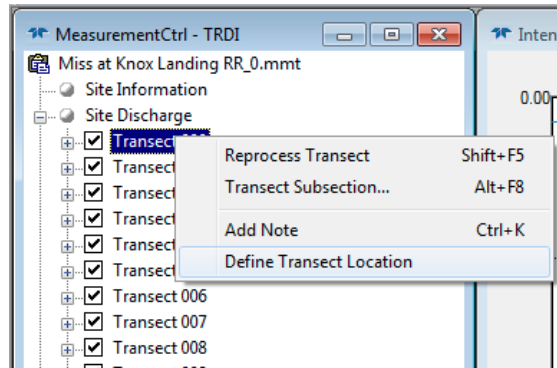 MeasurementCtrl - TRDI
Inten
Miss at Knox Landing RR_0.mmt
Site Information
0.00
Site Discharge
Transect
Reprocess Transect Shift+F5
Transect
Transect Subsection... Alt+F8
Transect
Transect
Add Note Ctrl+K
Transect
Define Transect Location
Transect
Transect 006
Transect 007
Transect 008